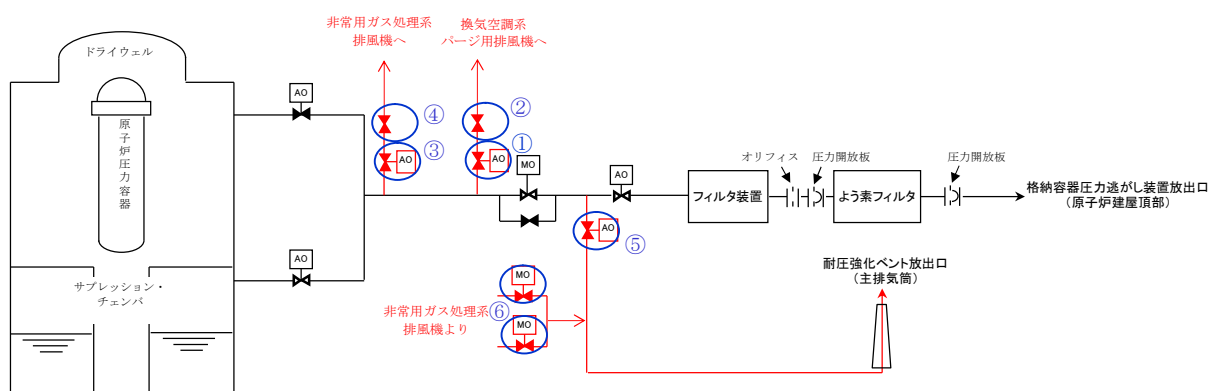 非常用ガス処理系
排風機へ
換気空調系
パージ用排風機へ
ドライウェル
原子炉圧力容器
AO
④
②
③
AO
①
AO
MO
AO
オリフィス
圧力開放板
圧力開放板
フィルタ装置
よう素フィルタ
格納容器圧力逃がし装置放出口
(原子炉建屋頂部)
AO
⑤
AO
サプレッション・
チェンバ
MO
非常用ガス処理系
排風機より
⑥
MO
耐圧強化ベント放出口
(主排気筒)